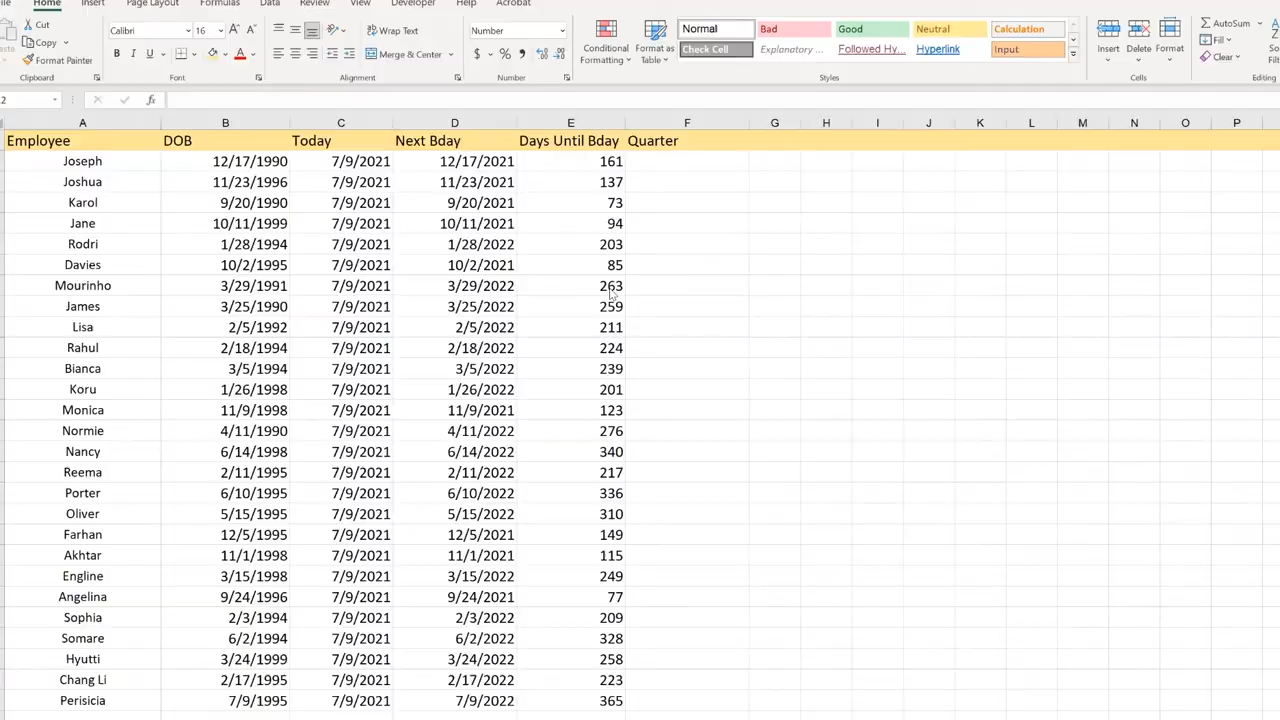 Home Insert Page Layout Formulas Data Review View Developer Help Acrobat
Cut
Copy
Format Painter
Clipboard
Calibri 16 A A
B I U A
Font
Wrap Text
Merge & Center
Alignment
Number
$ % ,
Number
Conditional Formatting
Format as Table
Normal Bad Good Neutral Calculation
Check Cell Explanatory ... Followed Hy... Hyperlink Input
Styles
Insert Delete Format
Cells
AutoSum
Fill
Clear
Editing
2 fx
A B C D E F G H I J K L M N O P
Employee DOB Today Next Bday Days Until Bday Quarter
Joseph 12/17/1990 7/9/2021 12/17/2021 161
Joshua 11/23/1996 7/9/2021 11/23/2021 137
Karol 9/20/1990 7/9/2021 9/20/2021 73
Jane 10/11/1999 7/9/2021 10/11/2021 94
Rodri 1/28/1994 7/9/2021 1/28/2022 203
Davies 10/2/1995 7/9/2021 10/2/2021 85
Mourinho 3/29/1991 7/9/2021 3/29/2022 263
James 3/25/1990 7/9/2021 3/25/2022 259
Lisa 2/5/1992 7/9/2021 2/5/2022 211
Rahul 2/18/1994 7/9/2021 2/18/2022 224
Bianca 3/5/1994 7/9/2021 3/5/2022 239
Koru 1/26/1998 7/9/2021 1/26/2022 201
Monica 11/9/1998 7/9/2021 11/9/2021 123
Normie 4/11/1990 7/9/2021 4/11/2022 276
Nancy 6/14/1998 7/9/2021 6/14/2022 340
Reema 2/11/1995 7/9/2021 2/11/2022 217
Porter 6/10/1995 7/9/2021 6/10/2022 336
Oliver 5/15/1995 7/9/2021 5/15/2022 310
Farhan 12/5/1995 7/9/2021 12/5/2021 149
Akhtar 11/1/1998 7/9/2021 11/1/2021 115
Engline 3/15/1998 7/9/2021 3/15/2022 249
Angelina 9/24/1996 7/9/2021 9/24/2021 77
Sophia 2/3/1994 7/9/2021 2/3/2022 209
Somare 6/2/1994 7/9/2021 6/2/2022 328
Hyutti 3/24/1999 7/9/2021 3/24/2022 258
Chang Li 2/17/1995 7/9/2021 2/17/2022 223
Perisicia 7/9/1995 7/9/2021 7/9/2022 365